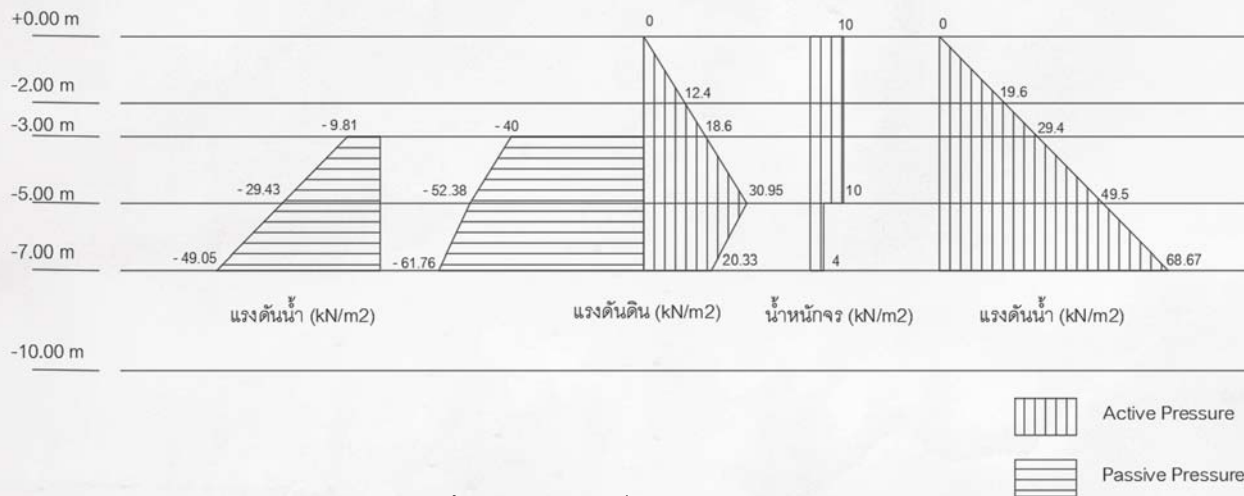 +0.00 m
0
10
0
-2.00 m
12.4
19.6
-3.00 m
- 9.81
- 40
18.6
29.4
-5.00 m
- 29.43
- 52.38
30.95
10
49.5
-7.00 m
- 49.05
- 61.76
20.33
4
68.67
แรงดันน้ำ (kN/m2)
แรงดันดิน (kN/m2)
น้ำหนักจร (kN/m2)
แรงดันน้ำ (kN/m2)
-10.00 m
Active Pressure
Passive Pressure